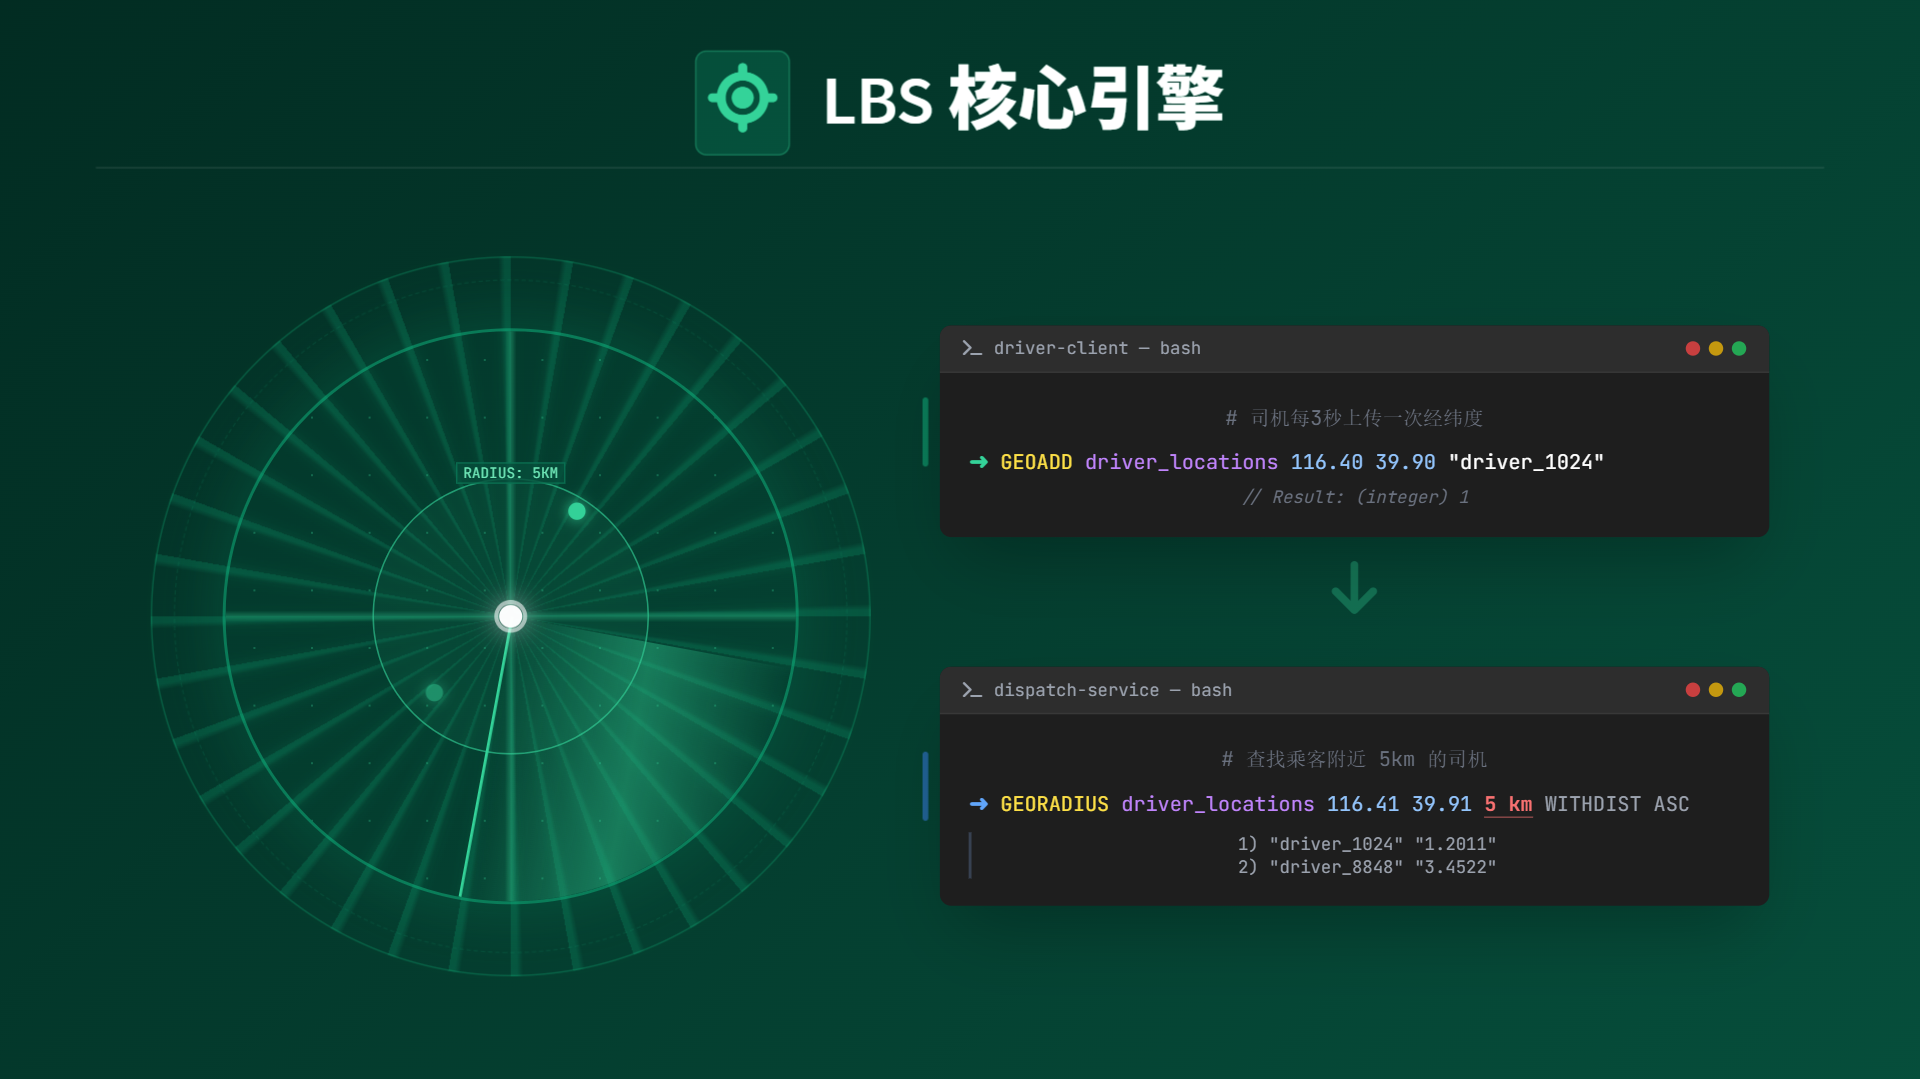 LBS 核心引擎
RADIUS: 5KM
driver-client — bash
# 司机每3秒上传一次经纬度
➜ GEOADD driver_locations 116.40 39.90 "driver_1024"
// Result: (integer) 1
dispatch-service — bash
# 查找乘客附近 5km 的司机
➜ GEORADIUS driver_locations 116.41 39.91 5 km WITHDIST ASC
1) "driver_1024" "1.2011"
2) "driver_8848" "3.4522"